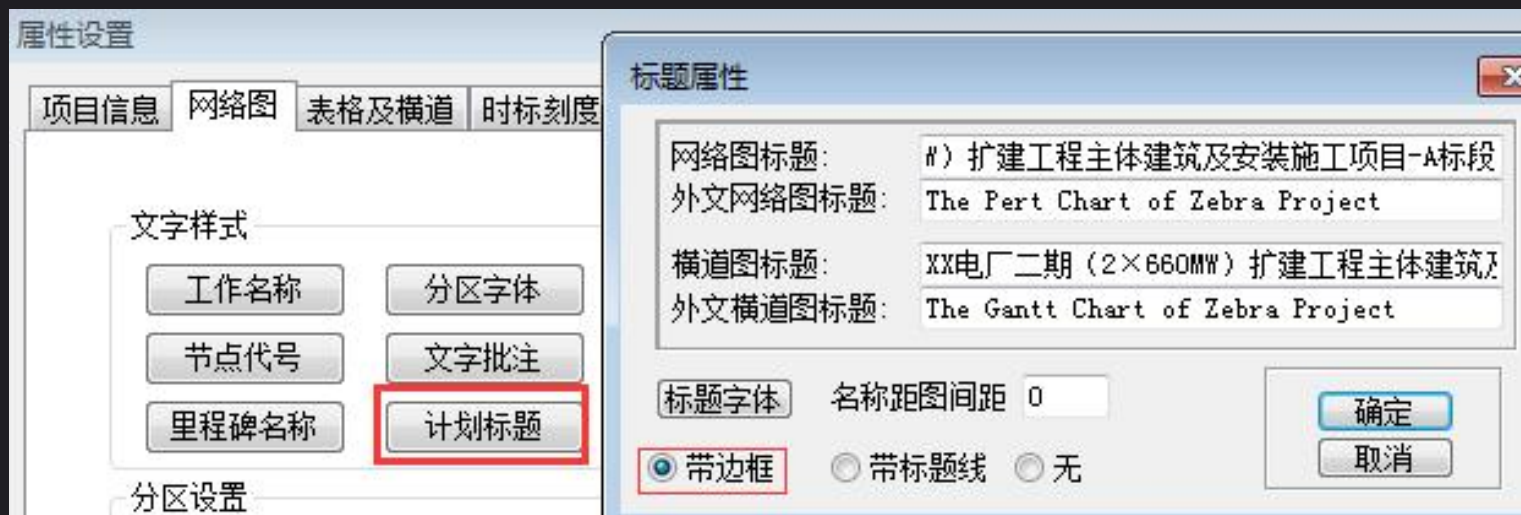 属性设置
项目信息 网络图 表格及横道 时标刻度
文字样式
工作名称 分区字体
节点代号 文字批注
里程碑名称 计划标题
分区设置
标题属性
网络图标题: #）扩建工程主体建筑及安装施工项目-A标段
外文网络图标题: The Pert Chart of Zebra Project
横道图标题: XX电厂二期（2×660MW）扩建工程主体建筑及
外文横道图标题: The Gantt Chart of Zebra Project
标题字体 名称距图间距 0
确定
取消
带边框 带标题线 无